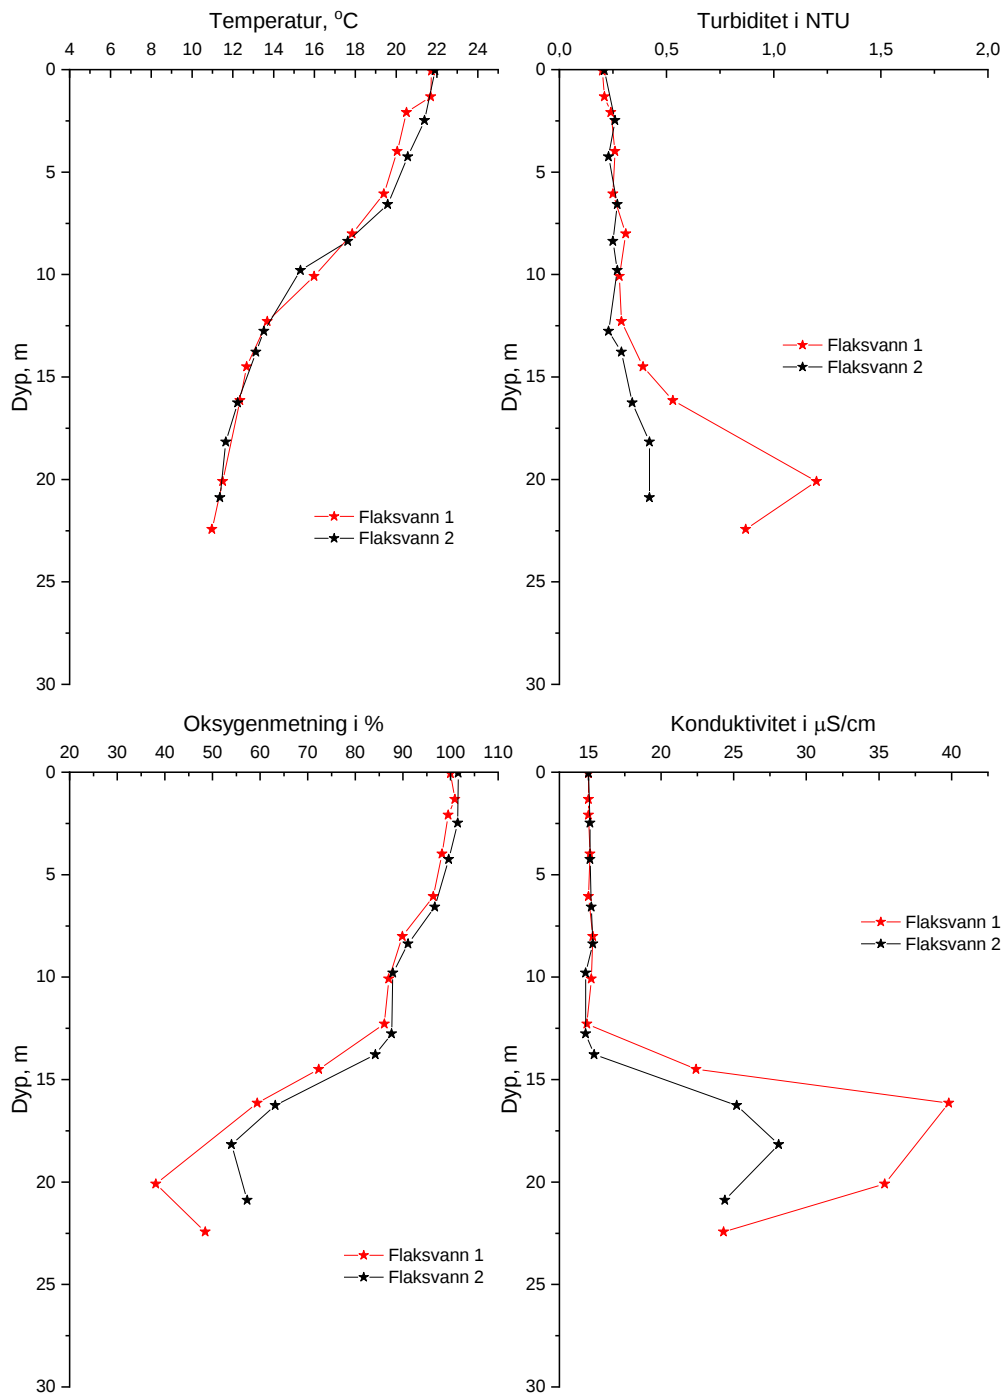 Temperatur, °C
4 6 8 10 12 14 16 18 20 22 24
0
5
10
15
20
25
30
Dyp, m
Flaksvann 1
Flaksvann 2
Turbiditet i NTU
0,0 0,5 1,0 1,5 2,0
0
5
10
15
20
25
30
Dyp, m
Flaksvann 1
Flaksvann 2
Oksygenmetning i %
20 30 40 50 60 70 80 90 100 110
0
5
10
15
20
25
30
Dyp, m
Flaksvann 1
Flaksvann 2
Konduktivitet i μS/cm
15 20 25 30 35 40
0
5
10
15
20
25
30
Dyp, m
Flaksvann 1
Flaksvann 2